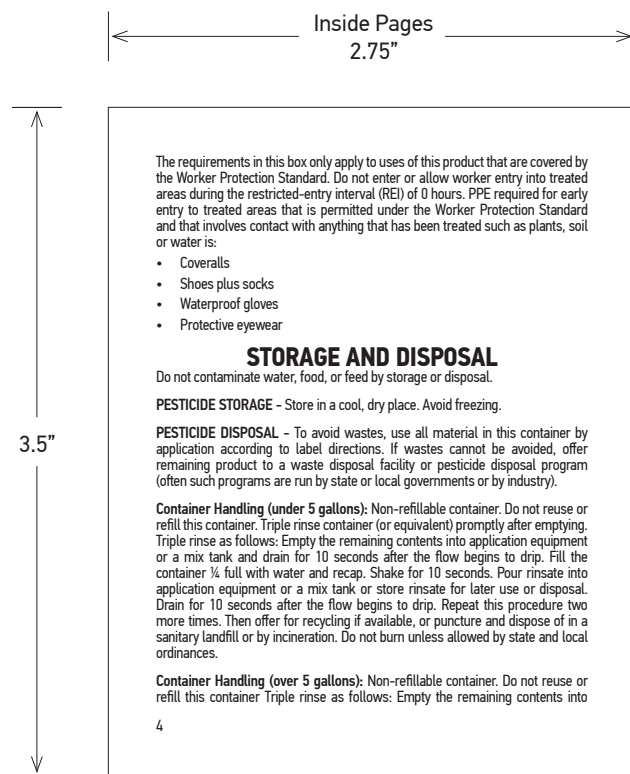 Inside Pages
2.75”
3.5”
The requirements in this box only apply to uses of this product that are covered by
the Worker Protection Standard. Do not enter or allow worker entry into treated
areas during the restricted-entry interval (REI) of 0 hours. PPE required for early
entry to treated areas that is permitted under the Worker Protection Standard
and that involves contact with anything that has been treated such as plants, soil
or water is:
• Coveralls
• Shoes plus socks
• Waterproof gloves
• Protective eyewear
STORAGE AND DISPOSAL
Do not contaminate water, food, or feed by storage or disposal.
PESTICIDE STORAGE - Store in a cool, dry place. Avoid freezing.
PESTICIDE DISPOSAL - To avoid wastes, use all material in this container by
application according to label directions. If wastes cannot be avoided, offer
remaining product to a waste disposal facility or pesticide disposal program
(often such programs are run by state or local governments or by industry).
Container Handling (under 5 gallons): Non-refillable container. Do not reuse or
refill this container. Triple rinse container (or equivalent) promptly after emptying.
Triple rinse as follows: Empty the remaining contents into application equipment
or a mix tank and drain for 10 seconds after the flow begins to drip. Fill the
container ¼ full with water and recap. Shake for 10 seconds. Pour rinsate into
application equipment or a mix tank or store rinsate for later use or disposal.
Drain for 10 seconds after the flow begins to drip. Repeat this procedure two
more times. Then offer for recycling if available, or puncture and dispose of in a
sanitary landfill or by incineration. Do not burn unless allowed by state and local
ordinances.
Container Handling (over 5 gallons): Non-refillable container. Do not reuse or
refill this container Triple rinse as follows: Empty the remaining contents into
4